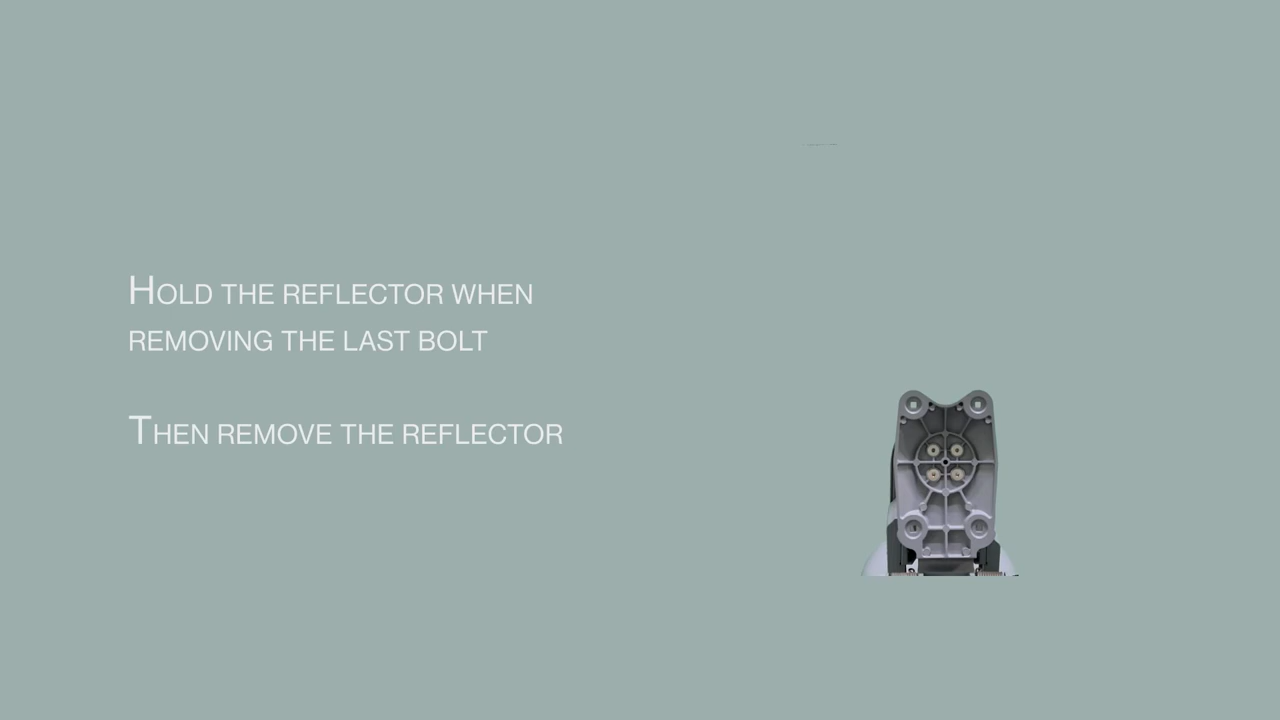 Hold the reflector when
removing the last bolt
Then remove the reflector